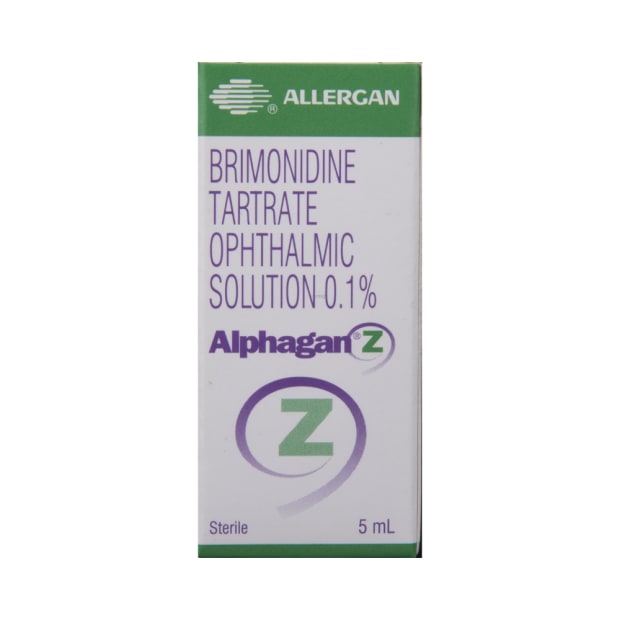 ® ALLERGAN
BRIMONIDINE
TARTRATE
OPHTHALMIC
SOLUTION 0.1%
Alphagan® Z
Z
Sterile 5 mL